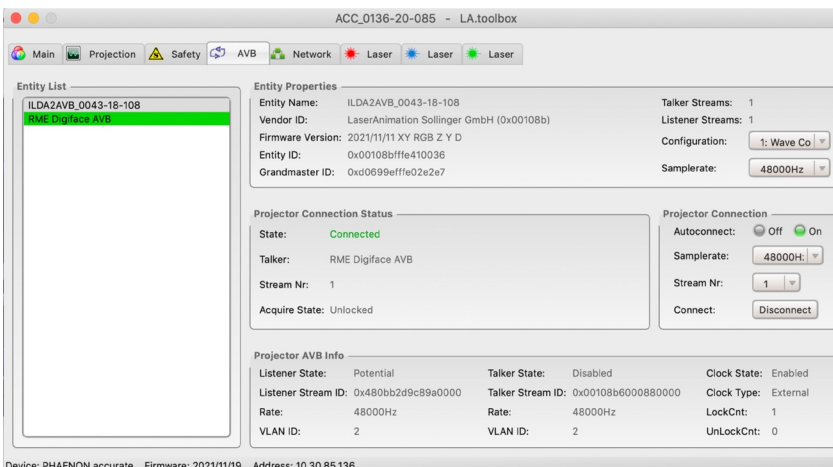 ACC_0136-20-085 - LA.toolbox
Main Projection Safety AVB Network Laser Laser Laser
Entity List
ILDA2AVB_0043-18-108
RME Digiface AVB
Entity Properties
Entity Name: ILDA2AVB_0043-18-108 Talker Streams: 1
Vendor ID: LaserAnimation Sollinger GmbH (0x00108b) Listener Streams: 1
Firmware Version: 2021/11/11 XY RGB Z Y D Configuration: 1: Wave Co
Entity ID: 0x00108bfffe410036
Grandmaster ID: 0xd0699efffe02e2e7 Samplerate: 48000Hz
Projector Connection Status
State: Connected
Talker: RME Digiface AVB
Stream Nr: 1
Acquire State: Unlocked
Projector Connection
Autoconnect: Off On
Samplerate: 48000H:
Stream Nr: 1
Connect: Disconnect
Projector AVB Info
Listener State: Potential Talker State: Disabled Clock State: Enabled
Listener Stream ID: 0x480bb2d9c89a0000 Talker Stream ID: 0x00108b6000880000 Clock Type: External
Rate: 48000Hz Rate: 48000Hz LockCnt: 1
VLAN ID: 2 VLAN ID: 2 UnLockCnt: 0
Device: PHAENON accurate Firmware: 2021/11/19 Address: 10.30.85.136